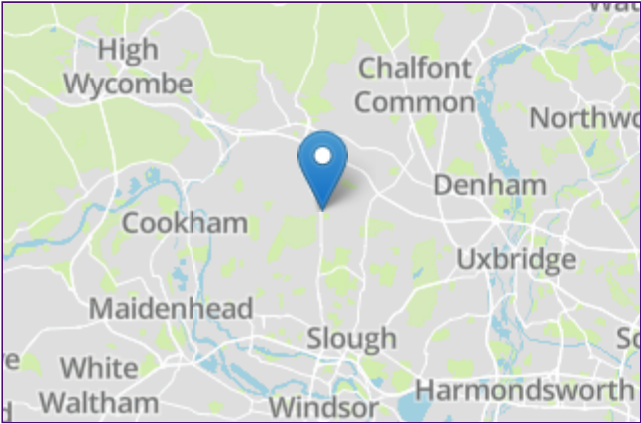 High
Wycombe
Chalfont
Common
Northwo
Denham
Cookham
Uxbridge
Maidenhead
Slough
White
Waltham
Windsor
Harmondsworth